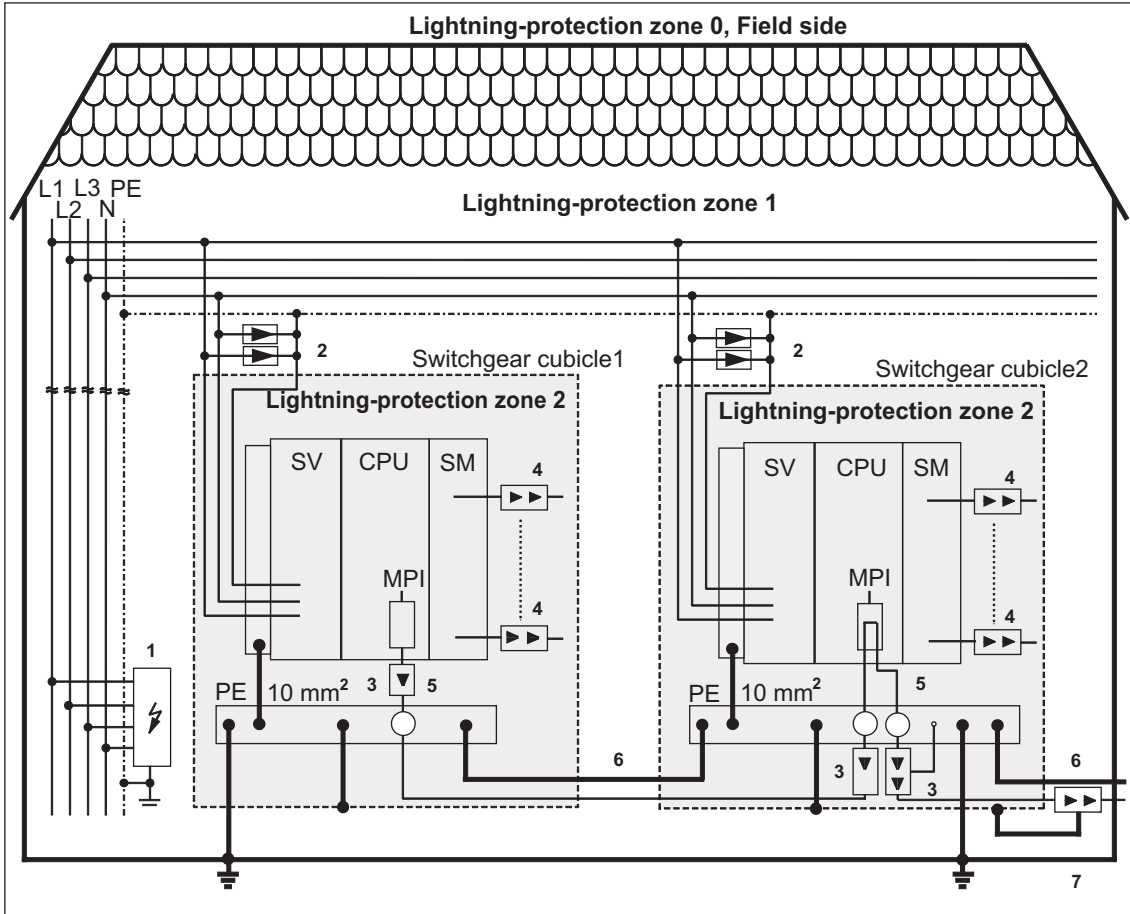 Lightning-protection zone 0, Field side
L1 L3 PE
L2 N
Lightning-protection zone 1
2
2
Switchgear cubicle1
Switchgear cubicle2
Lightning-protection zone 2
Lightning-protection zone 2
SV CPU SM
4
SV CPU SM
4
MPI
4
MPI
4
1
3 5
5
PE 10 mm²
PE 10 mm²
6
3
3
6
7